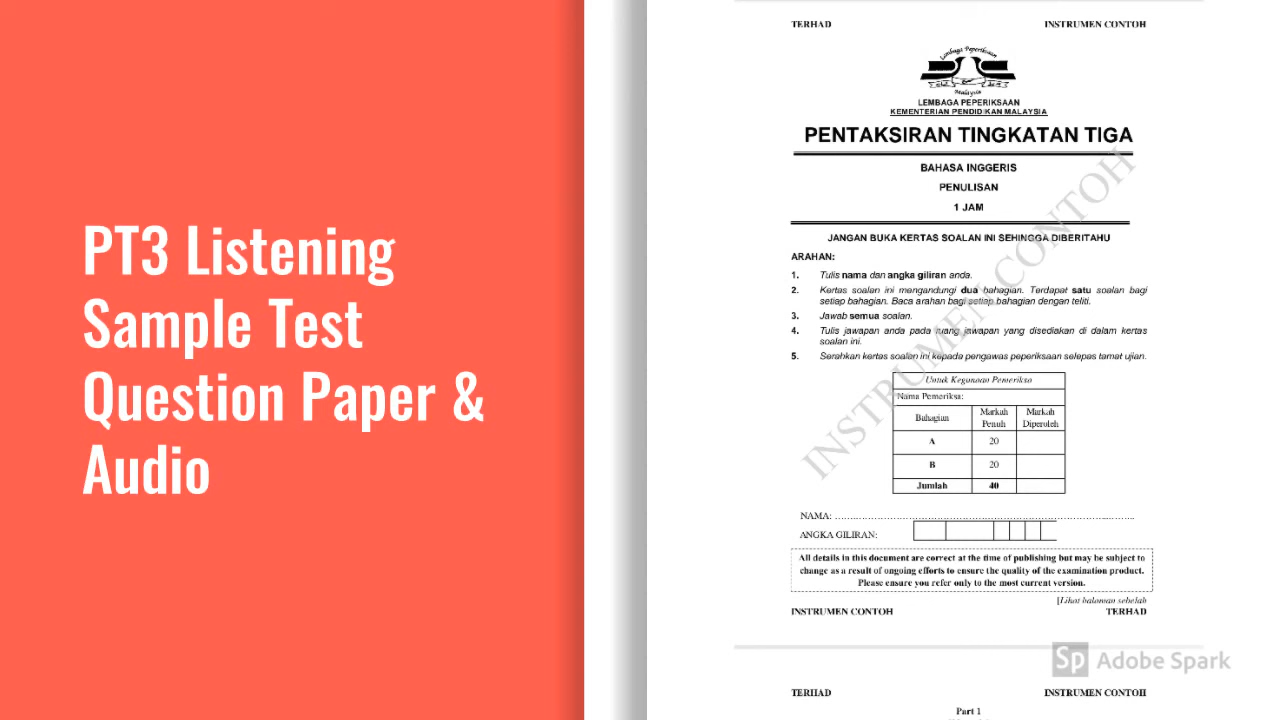 PT3 Listening
Sample Test
Question Paper &
Audio
TERHAD INSTRUMEN CONTOH
Lembaga Peperiksaan
Malaysia
LEMBAGA PEPERIKSAAN
KEMENTERIAN PENDIDIKAN MALAYSIA
PENTAKSIRAN TINGKATAN TIGA
BAHASA INGGERIS
PENULISAN
1 JAM
JANGAN BUKA KERTAS SOALAN INI SEHINGGA DIBERITAHU
ARAHAN:
1. Tulis nama dan angka giliran anda.
2. Kertas soalan ini mengandungi dua bahagian. Terdapat satu soalan bagi
setiap bahagian. Baca arahan bagi setiap bahagian dengan teliti.
3. Jawab semua soalan.
4. Tulis jawapan anda pada ruang jawapan yang disediakan di dalam kertas
soalan ini.
5. Serahkan kertas soalan ini kepada pengawas peperiksaan selepas tamat ujian.
INSTRUMEN CONTOH
Untuk Kegunaan Pemeriksa
Nama Pemeriksa:
Bahagian Markah Penuh Markah Diperoleh
A 20
B 20
Jumlah 40
NAMA: ................................................................
ANGKA GILIRAN:
All details in this document are correct at the time of publishing but may be subject to
change as a result of ongoing efforts to ensure the quality of the examination product.
Please ensure you refer only to the most current version.
[Lihat halaman sebelah
INSTRUMEN CONTOH TERHAD
Sp Adobe Spark
TERHAD INSTRUMEN CONTOH
Part 1